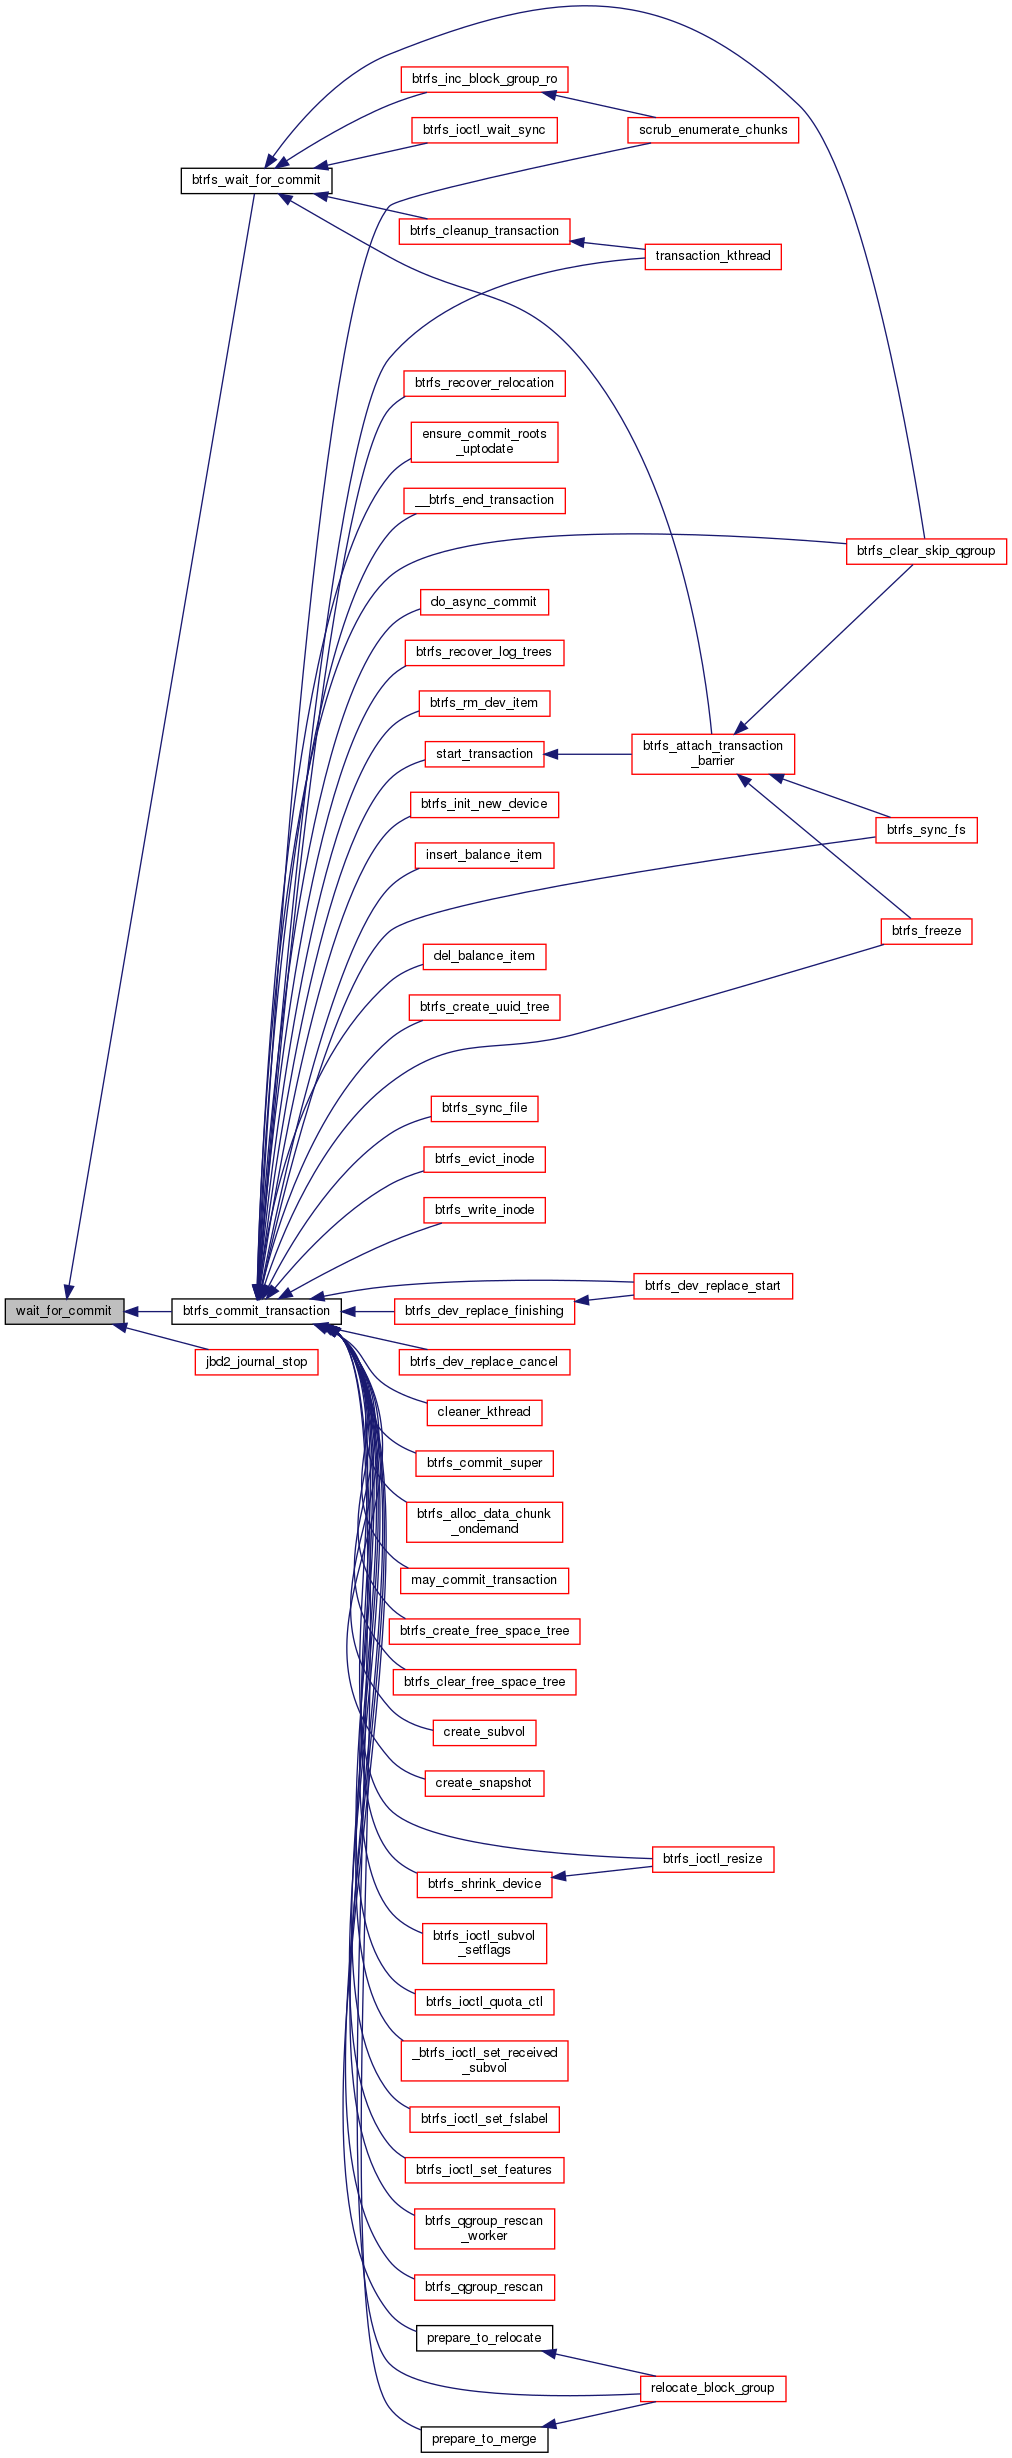 btrfs_inc_block_group_ro
btrfs_ioctl_wait_sync
scrub_enumerate_chunks
btrfs_wait_for_commit
btrfs_cleanup_transaction
transaction_kthread
btrfs_recover_relocation
ensure_commit_roots
_uptodate
__btrfs_end_transaction
btrfs_clear_skip_qgroup
do_async_commit
btrfs_recover_log_trees
btrfs_rm_dev_item
start_transaction
btrfs_attach_transaction
_barrier
btrfs_init_new_device
btrfs_sync_fs
insert_balance_item
btrfs_freeze
del_balance_item
btrfs_create_uuid_tree
btrfs_sync_file
btrfs_evict_inode
btrfs_write_inode
btrfs_dev_replace_start
wait_for_commit
btrfs_commit_transaction
btrfs_dev_replace_finishing
jbd2_journal_stop
btrfs_dev_replace_cancel
cleaner_kthread
btrfs_commit_super
btrfs_alloc_data_chunk
_ondemand
may_commit_transaction
btrfs_create_free_space_tree
btrfs_clear_free_space_tree
create_subvol
create_snapshot
btrfs_ioctl_resize
btrfs_shrink_device
btrfs_ioctl_subvol
_setflags
btrfs_ioctl_quota_ctl
_btrfs_ioctl_set_received
_subvol
btrfs_ioctl_set_fslabel
btrfs_ioctl_set_features
btrfs_qgroup_rescan
_worker
btrfs_qgroup_rescan
prepare_to_relocate
relocate_block_group
prepare_to_merge